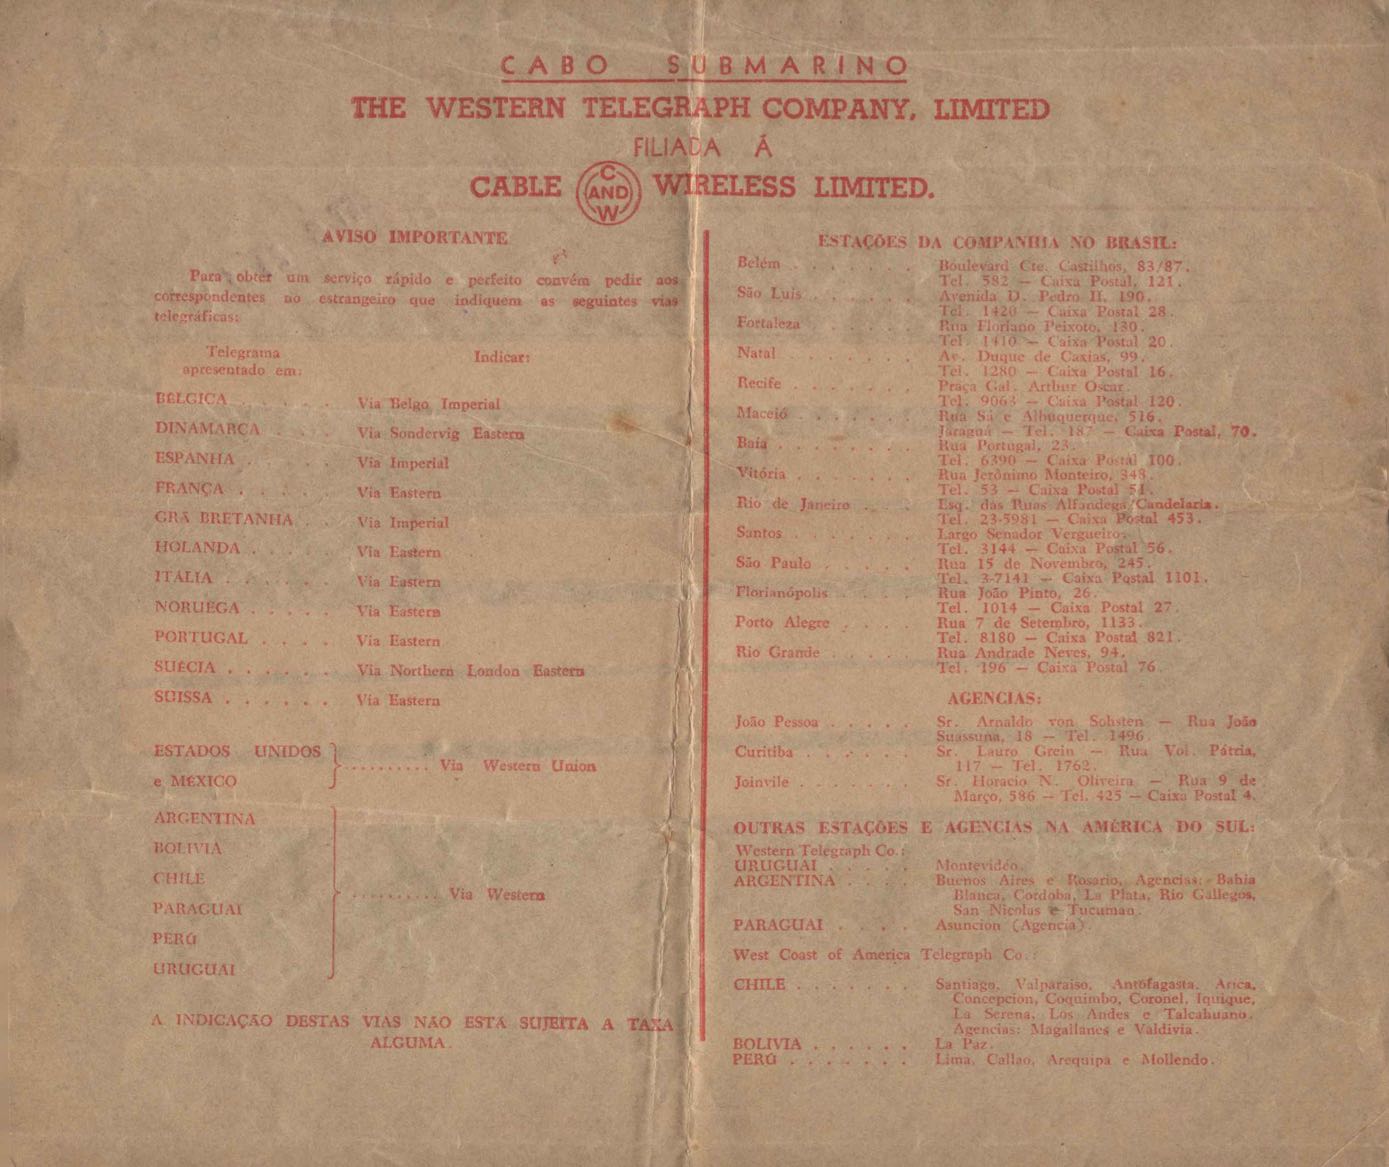 CABO SUBMARINO
THE WESTERN TELEGRAPH COMPANY, LIMITED
FILIADA Á
CABLE C AND W WIRELESS LIMITED.
AVISO IMPORTANTE
Para obter um serviço rápido e perfeito convém pedir aos
correspondentes no estrangeiro que indiquem as seguintes vias
telegráficas:
Telegrama Indicar:
apresentado em:
BÉLGICA . . . . . . Via Belgo Imperial
DINAMARCA . . . . Via Sondervig Eastern
ESPANHA . . . . . Via Imperial
FRANÇA . . . . . Via Eastern
GRÃ BRETANHA . . Via Imperial
HOLANDA . . . . Via Eastern
ITÁLIA . . . . . . Via Eastern
NORUEGA . . . . . Via Eastern
PORTUGAL . . . . Via Eastern
SUÉCIA . . . . . . Via Northern London Eastern
SUISSA . . . . . . Via Eastern
ESTADOS UNIDOS
.......... Via Western Union
e MÉXICO
ARGENTINA
BOLIVIA
CHILE
.......... Via Western
PARAGUAI
PERÚ
URUGUAI
A INDICAÇÃO DESTAS VIAS NÃO ESTÁ SUJEITA A TAXA
ALGUMA.
ESTAÇÕES DA COMPANHIA NO BRASIL:
Belém . . . . . . . Boulevard Cte. Castilhos, 83/87.
Tel. 582 — Caixa Postal, 121.
São Luis . . . . . . Avenida D. Pedro II, 190.
Tel. 1420 — Caixa Postal 28.
Fortaleza . . . . . Rua Floriano Peixoto, 130.
Tel. 1410 — Caixa Postal 20.
Natal . . . . . . . Av. Duque de Caxias, 99.
Tel. 1280 — Caixa Postal 16.
Recife . . . . . . . Praça Gal. Arthur Oscar.
Tel. 9063 — Caixa Postal 120.
Maceió . . . . . . Rua Sá e Albuquerque, 516.
Jaraguá — Tel. 187 — Caixa Postal, 70.
Baía . . . . . . . . Rua Portugal, 23.
Tel. 6390 — Caixa Postal 100.
Vitória . . . . . . Rua Jerônimo Monteiro, 348.
Tel. 53 — Caixa Postal 51.
Rio de Janeiro . . . . Esq. das Ruas Alfandega/Candelaria.
Tel. 23-5981 — Caixa Postal 453.
Santos . . . . . . . Largo Senador Vergueiro.
Tel. 3144 — Caixa Postal 56.
São Paulo . . . . . Rua 15 de Novembro, 245.
Tel. 3-7141 — Caixa Postal 1101.
Florianópolis . . . . Rua João Pinto, 26.
Tel. 1014 — Caixa Postal 27.
Porto Alegre . . . . Rua 7 de Setembro, 1133.
Tel. 8180 — Caixa Postal 821.
Rio Grande . . . . . Rua Andrade Neves, 94.
Tel. 196 — Caixa Postal 76.
AGENCIAS:
João Pessoa . . . . . Sr. Arnaldo von Sohsten — Rua João
Suassuna, 18 — Tel. 1496.
Curitiba . . . . . . Sr. Lauro Grein — Rua Vol. Pátria,
117 — Tel. 1762.
Joinvile . . . . . . Sr. Horacio N. Oliveira — Rua 9 de
Março, 586 — Tel. 425 — Caixa Postal 4.
OUTRAS ESTAÇÕES E AGENCIAS NA AMÉRICA DO SUL:
Western Telegraph Co.:
URUGUAI . . . . . Montevidéo.
ARGENTINA . . . . Buenos Aires e Rosario, Agencias: Bahia
Blanca, Cordoba, La Plata, Rio Gallegos,
San Nicolas e Tucuman.
PARAGUAI . . . . Asuncion (Agencia).
West Coast of America Telegraph Co.:
CHILE . . . . . . . Santiago, Valparaiso, Antofagasta, Arica,
Concepcion, Coquimbo, Coronel, Iquique,
La Serena, Los Andes e Talcahuano.
Agencias: Magallanes e Valdivia.
BOLIVIA . . . . . . La Paz.
PERÚ . . . . . . . Lima, Callao, Arequipa e Mollendo.